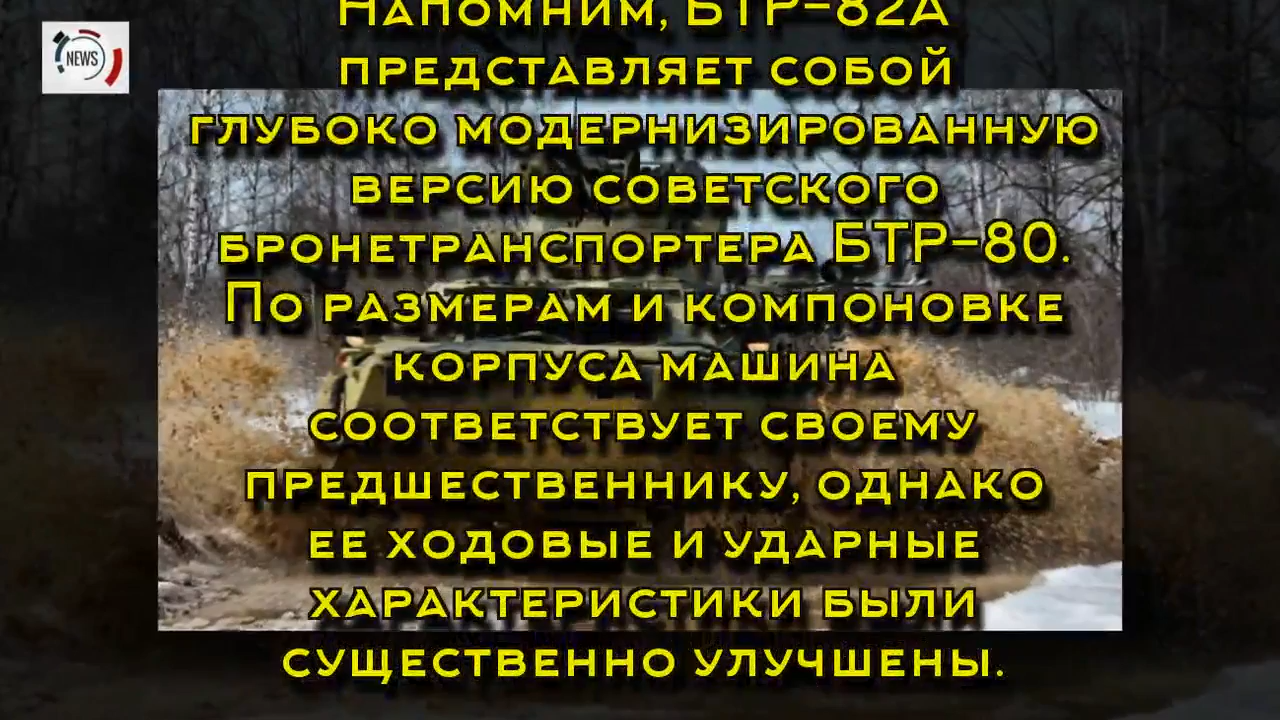 NEWS
Напомним, БТР-82А
представляет собой
глубоко модернизированную
версию советского
бронетранспортера БТР-80.
По размерам и компоновке
корпуса машина
соответствует своему
предшественнику, однако
ее ходовые и ударные
характеристики были
существенно улучшены.